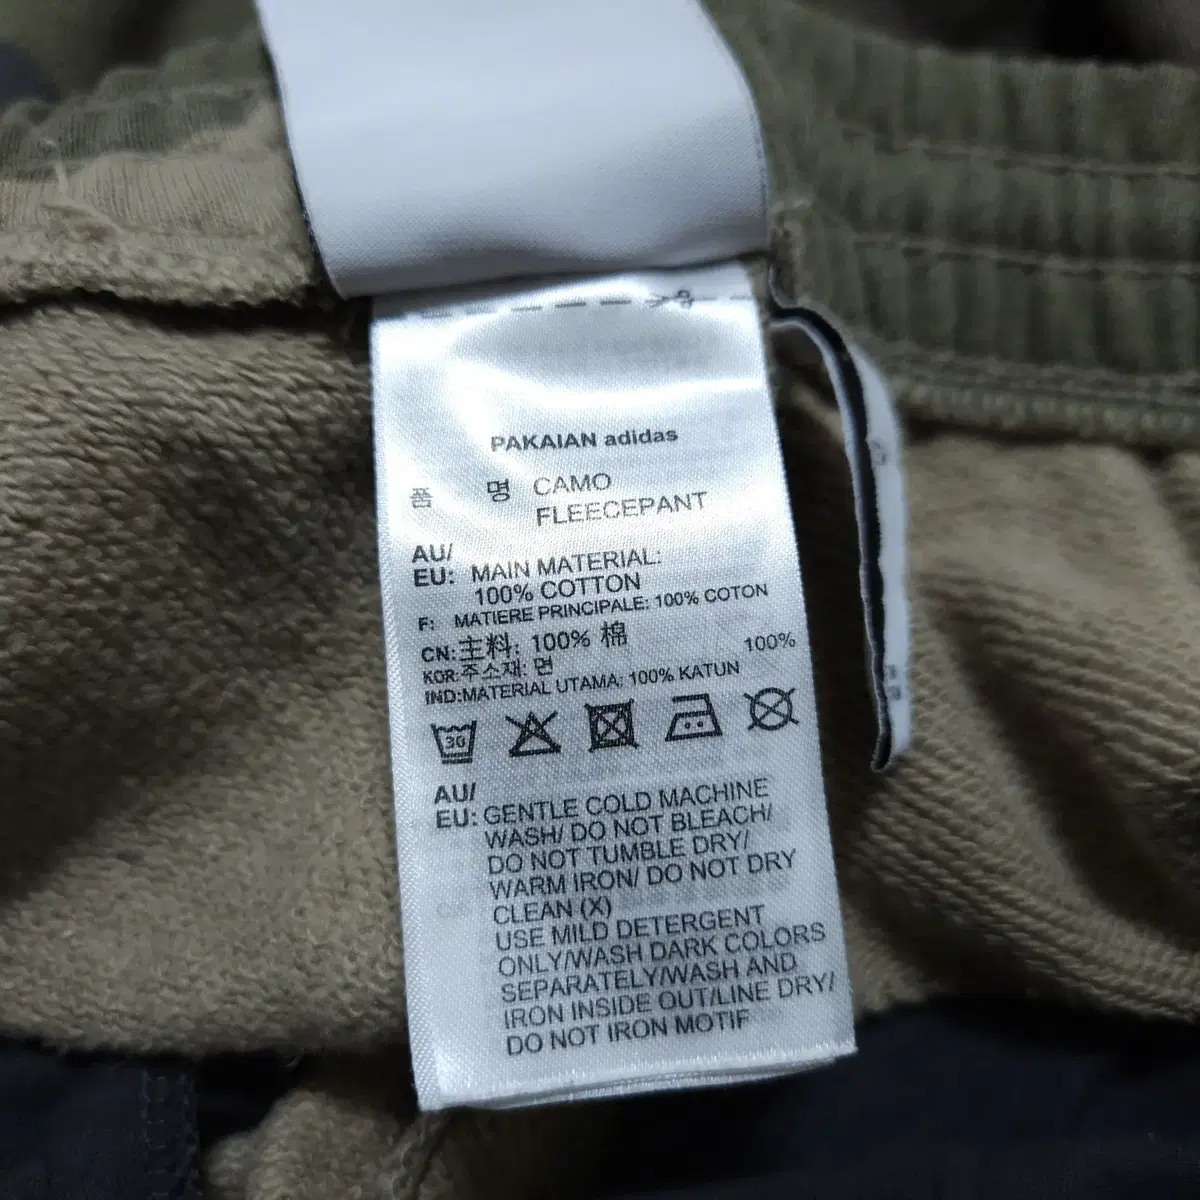 PAKAIAN adidas
품 명 CAMO
FLEECEPANT
AU/
EU: MAIN MATERIAL:
100% COTTON
F: MATIERE PRINCIPALE: 100% COTON
CN:主料: 100% 棉
KOR:주소재: 면 100%
IND:MATERIAL UTAMA: 100% KATUN
30
AU/
EU: GENTLE COLD MACHINE
WASH/ DO NOT BLEACH/
DO NOT TUMBLE DRY/
WARM IRON/ DO NOT DRY
CLEAN (X)
USE MILD DETERGENT
ONLY/WASH DARK COLORS
SEPARATELY/WASH AND
IRON INSIDE OUT/LINE DRY/
DO NOT IRON MOTIF